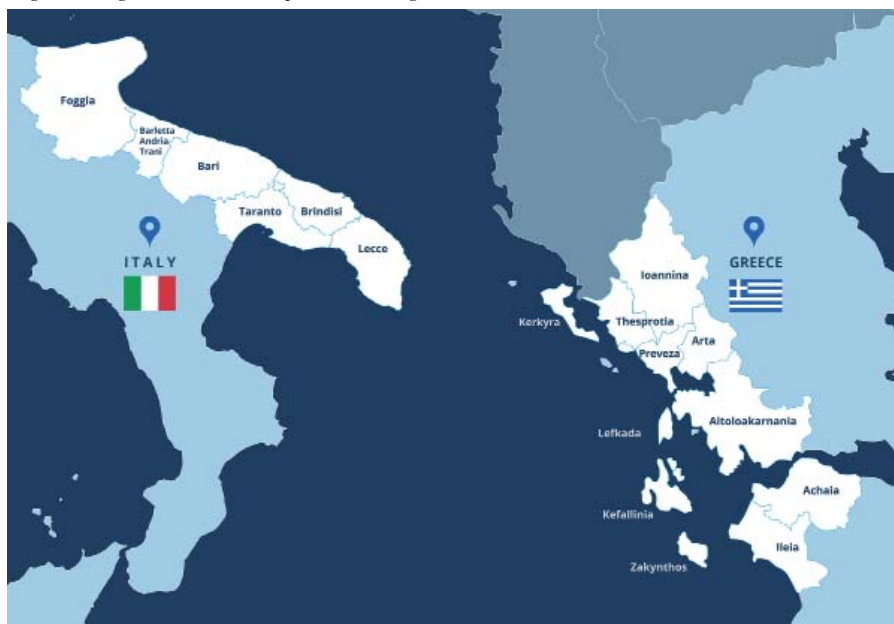 Foggia
Barletta
Andria
Trani
Bari
Taranto
Brindisi
Lecce
ITALY
GREECE
Ioannina
Kerkyra
Thesprotia
Arta
Preveza
Aitoloakarnania
Lefkada
Kefallinia
Achaia
Ileia
Zakynthos